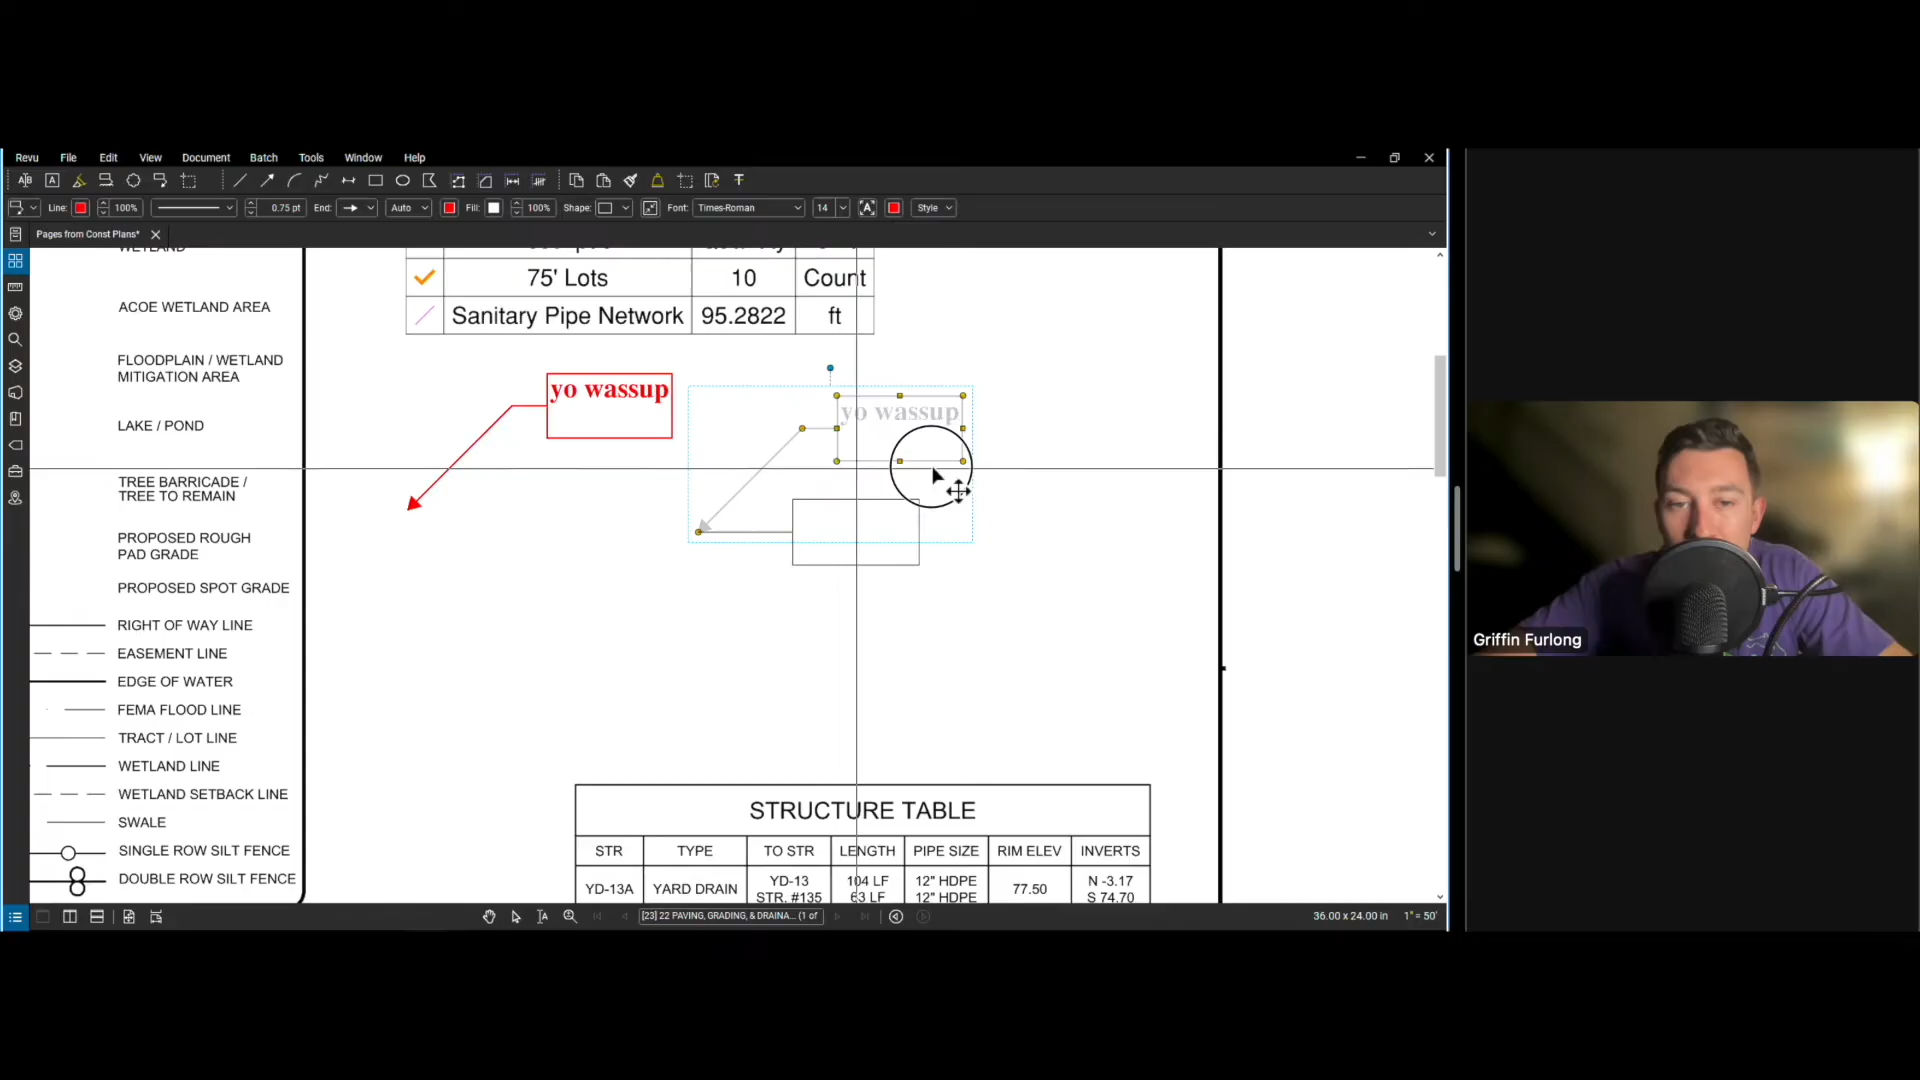 Revu File Edit View Document Batch Tools Window Help
Line: 100% 0.75 pt End: Auto Fill: 100% Shape: Font: Times-Roman 14 Style
Pages from Const Plans*
WETLAND
75' Lots 10 Count
Sanitary Pipe Network 95.2822 ft
ACOE WETLAND AREA
FLOODPLAIN / WETLAND
MITIGATION AREA
LAKE / POND
TREE BARRICADE /
TREE TO REMAIN
PROPOSED ROUGH
PAD GRADE
PROPOSED SPOT GRADE
RIGHT OF WAY LINE
EASEMENT LINE
EDGE OF WATER
FEMA FLOOD LINE
TRACT / LOT LINE
WETLAND LINE
WETLAND SETBACK LINE
SWALE
SINGLE ROW SILT FENCE
DOUBLE ROW SILT FENCE
yo wassup
yo wassup
STRUCTURE TABLE
STR TYPE TO STR LENGTH PIPE SIZE RIM ELEV INVERTS
YD-13A YARD DRAIN YD-13 104 LF 12" HDPE 77.50 N -3.17
STR. #135 63 LF 12" HDPE S 74.70
[23] 22 PAVING, GRADING, & DRAINA... (1 of
36.00 x 24.00 in 1" = 50'
Griffin Furlong